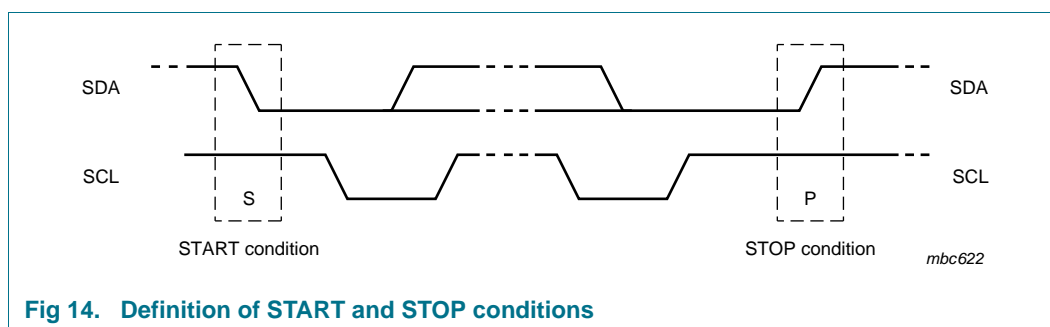 SDA
SDA
SCL
SCL
S
P
START condition
STOP condition
mbc622
Fig 14. Definition of START and STOP conditions